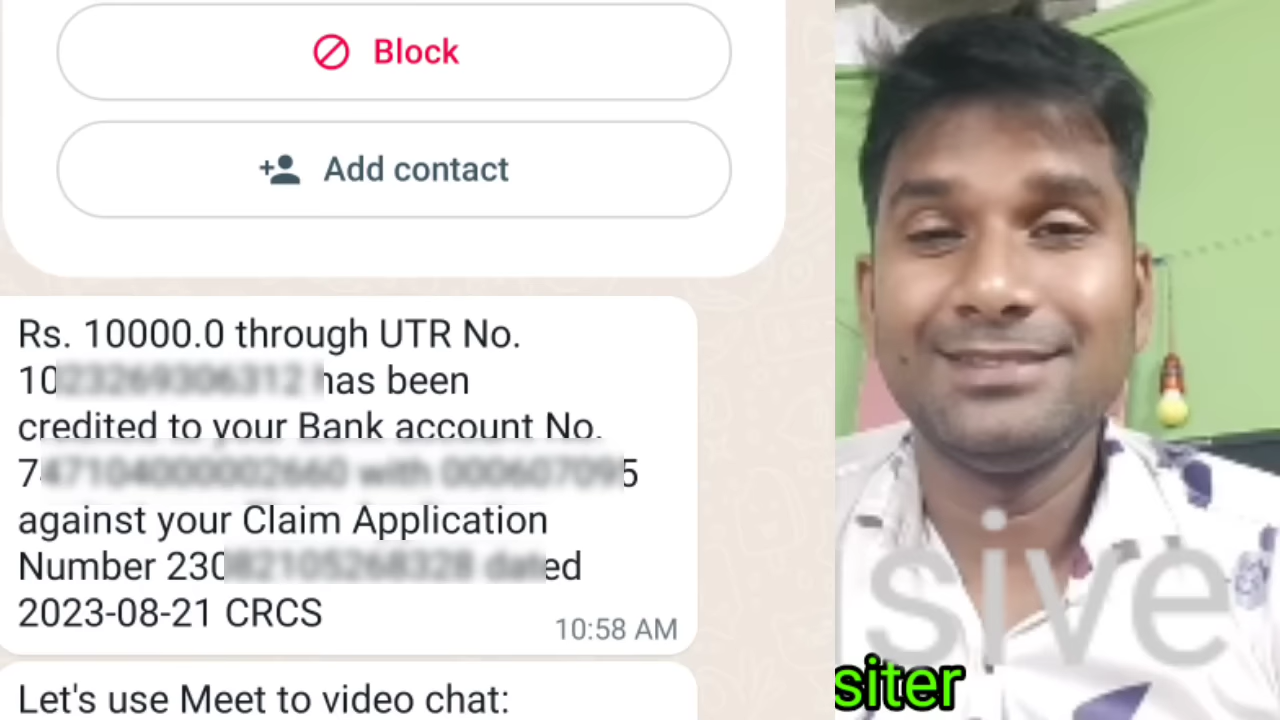 Block
Add contact
Rs. 10000.0 through UTR No.
10 has been
credited to your Bank account No.
7 5
against your Claim Application
Number 230 ed
2023-08-21 CRCS
10:58 AM
Let's use Meet to video chat:
sive
siter